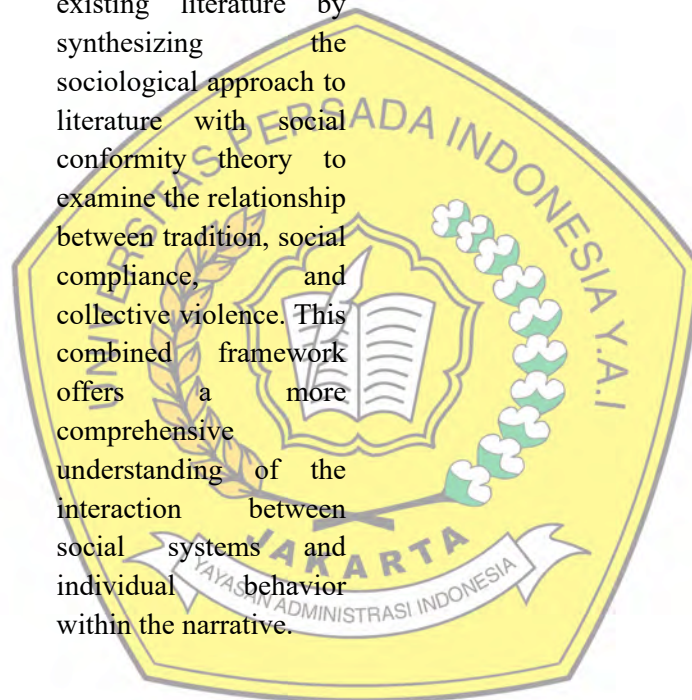 existing literature by
synthesizing the
sociological approach to
literature with social
conformity theory to
examine the relationship
between tradition, social
compliance, and
collective violence. This
combined framework
offers a more
comprehensive
understanding of the
interaction between
social systems and
individual behavior
within the narrative.
UNIVERSITAS PERSADA INDONESIA Y.A.I
JAKARTA
YAYASAN ADMINISTRASI INDONESIA